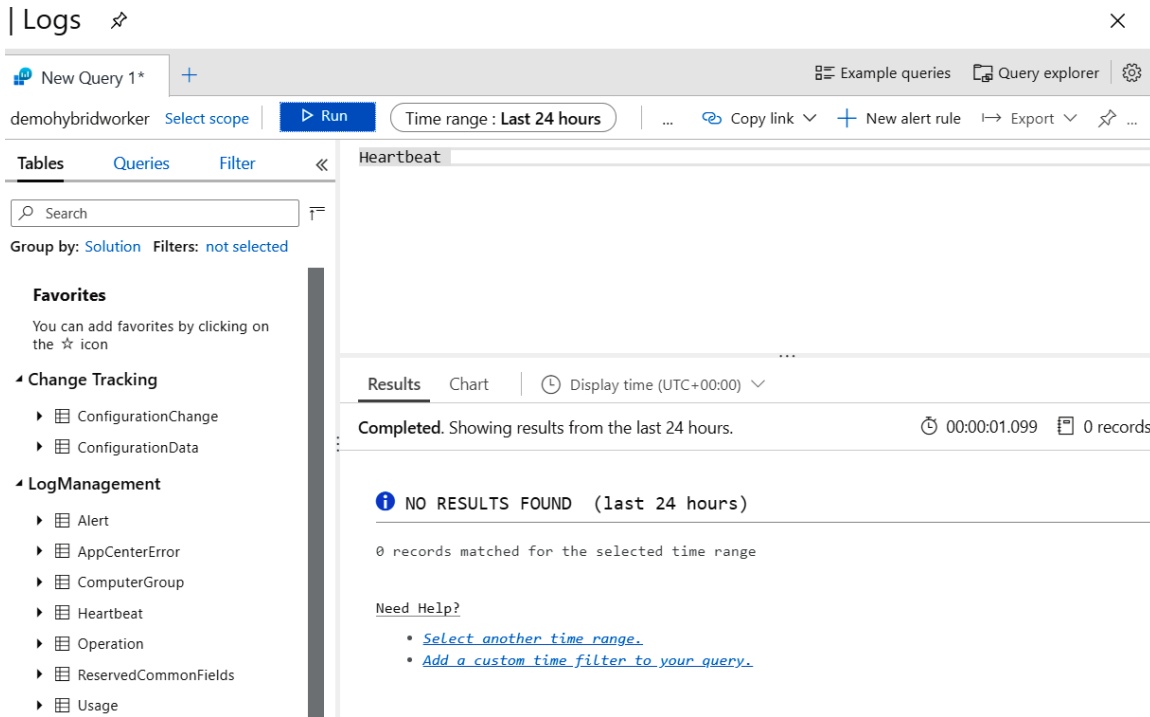 | Logs
New Query 1*
Example queries
Query explorer
demohybridworker Select scope
Run
Time range : Last 24 hours
...
Copy link
New alert rule
Export
...
Tables Queries Filter
«
Heartbeat
Search
Group by: Solution Filters: not selected
Favorites
You can add favorites by clicking on
the ☆ icon
Change Tracking
ConfigurationChange
ConfigurationData
LogManagement
Alert
AppCenterError
ComputerGroup
Heartbeat
Operation
ReservedCommonFields
Usage
...
Results Chart Display time (UTC+00:00)
Completed. Showing results from the last 24 hours.
00:00:01.099
0 records
NO RESULTS FOUND (last 24 hours)
0 records matched for the selected time range
Need Help?
• Select another time range.
• Add a custom time filter to your query.